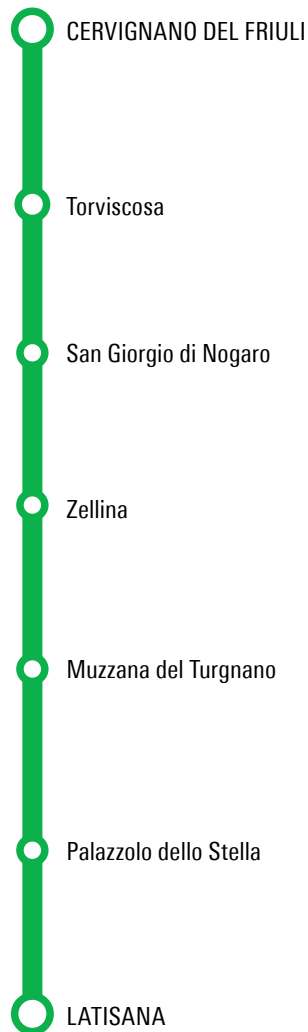 CERVIGNANO DEL FRIULI
Torviscosa
San Giorgio di Nogaro
Zellina
Muzzana del Turgnano
Palazzolo dello Stella
LATISANA